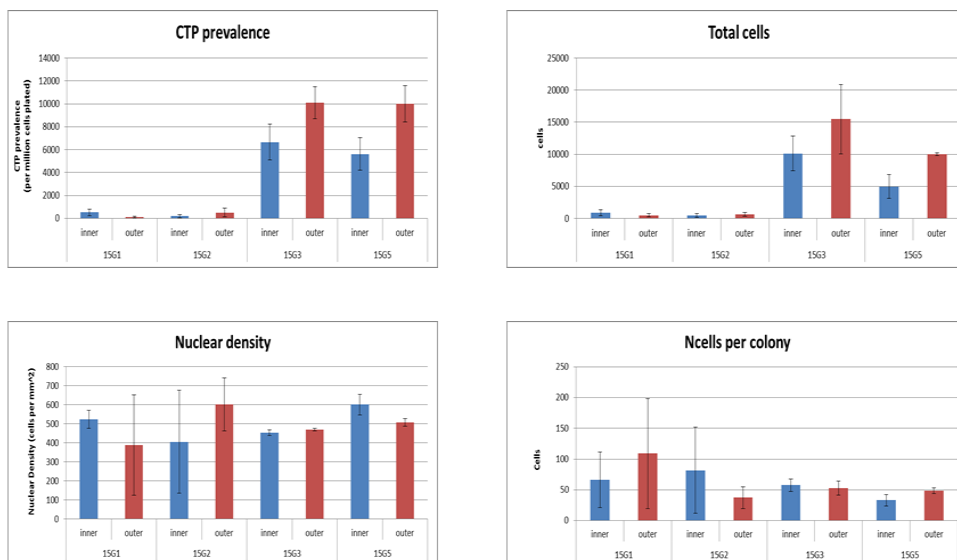 CTP prevalence
CTP prevalence
(per million cells plated)
14000
12000
10000
8000
6000
4000
2000
0
inner outer inner outer inner outer inner outer
15G1 15G2 15G3 15G5
Total cells
cells
25000
20000
15000
10000
5000
0
inner outer inner outer inner outer inner outer
15G1 15G2 15G3 15G5
Nuclear density
Nuclear Density (cells per mm^2)
800
700
600
500
400
300
200
100
0
inner outer inner outer inner outer inner outer
15G1 15G2 15G3 15G5
Ncells per colony
Cells
250
200
150
100
50
0
inner outer inner outer inner outer inner outer
15G1 15G2 15G3 15G5